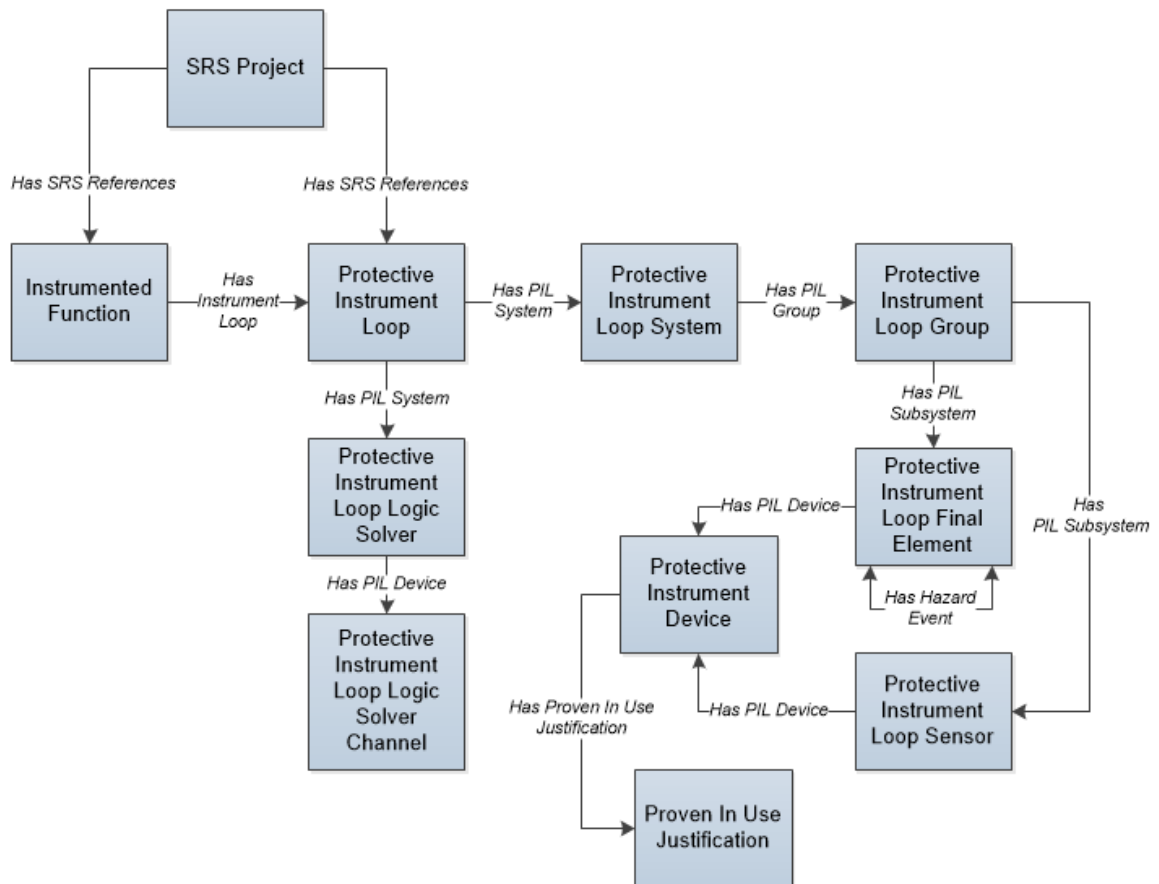 SRS Project
Has SRS References
Has SRS References
Instrumented
Function
Has
Instrument
Loop
Protective
Instrument
Loop
Has PIL
System
Protective
Instrument
Loop System
Has PIL
Group
Protective
Instrument
Loop Group
Has PIL System
Has PIL
Subsystem
Protective
Instrument
Loop Logic
Solver
Protective
Instrument
Loop Final
Element
Has
PIL Subsystem
Has PIL Device
Has PIL Device
Protective
Instrument
Device
Has Hazard
Event
Protective
Instrument
Loop Logic
Solver
Channel
Has Proven In Use
Justification
Has PIL Device
Protective
Instrument
Loop Sensor
Proven In Use
Justification